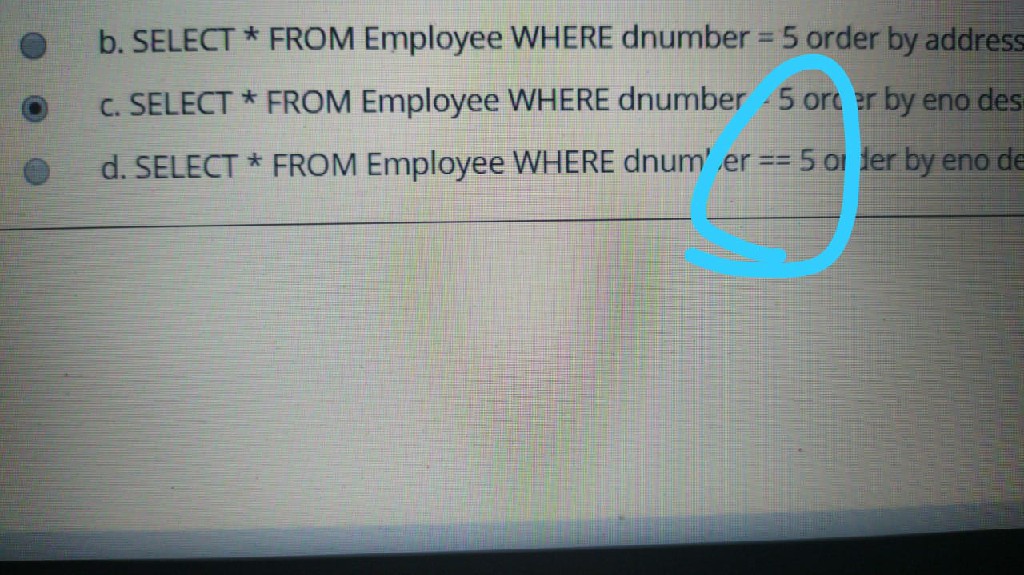 b. SELECT * FROM Employee WHERE dnumber = 5 order by address
c. SELECT * FROM Employee WHERE dnumber 5 order by eno des
d. SELECT * FROM Employee WHERE dnumber == 5 order by eno de